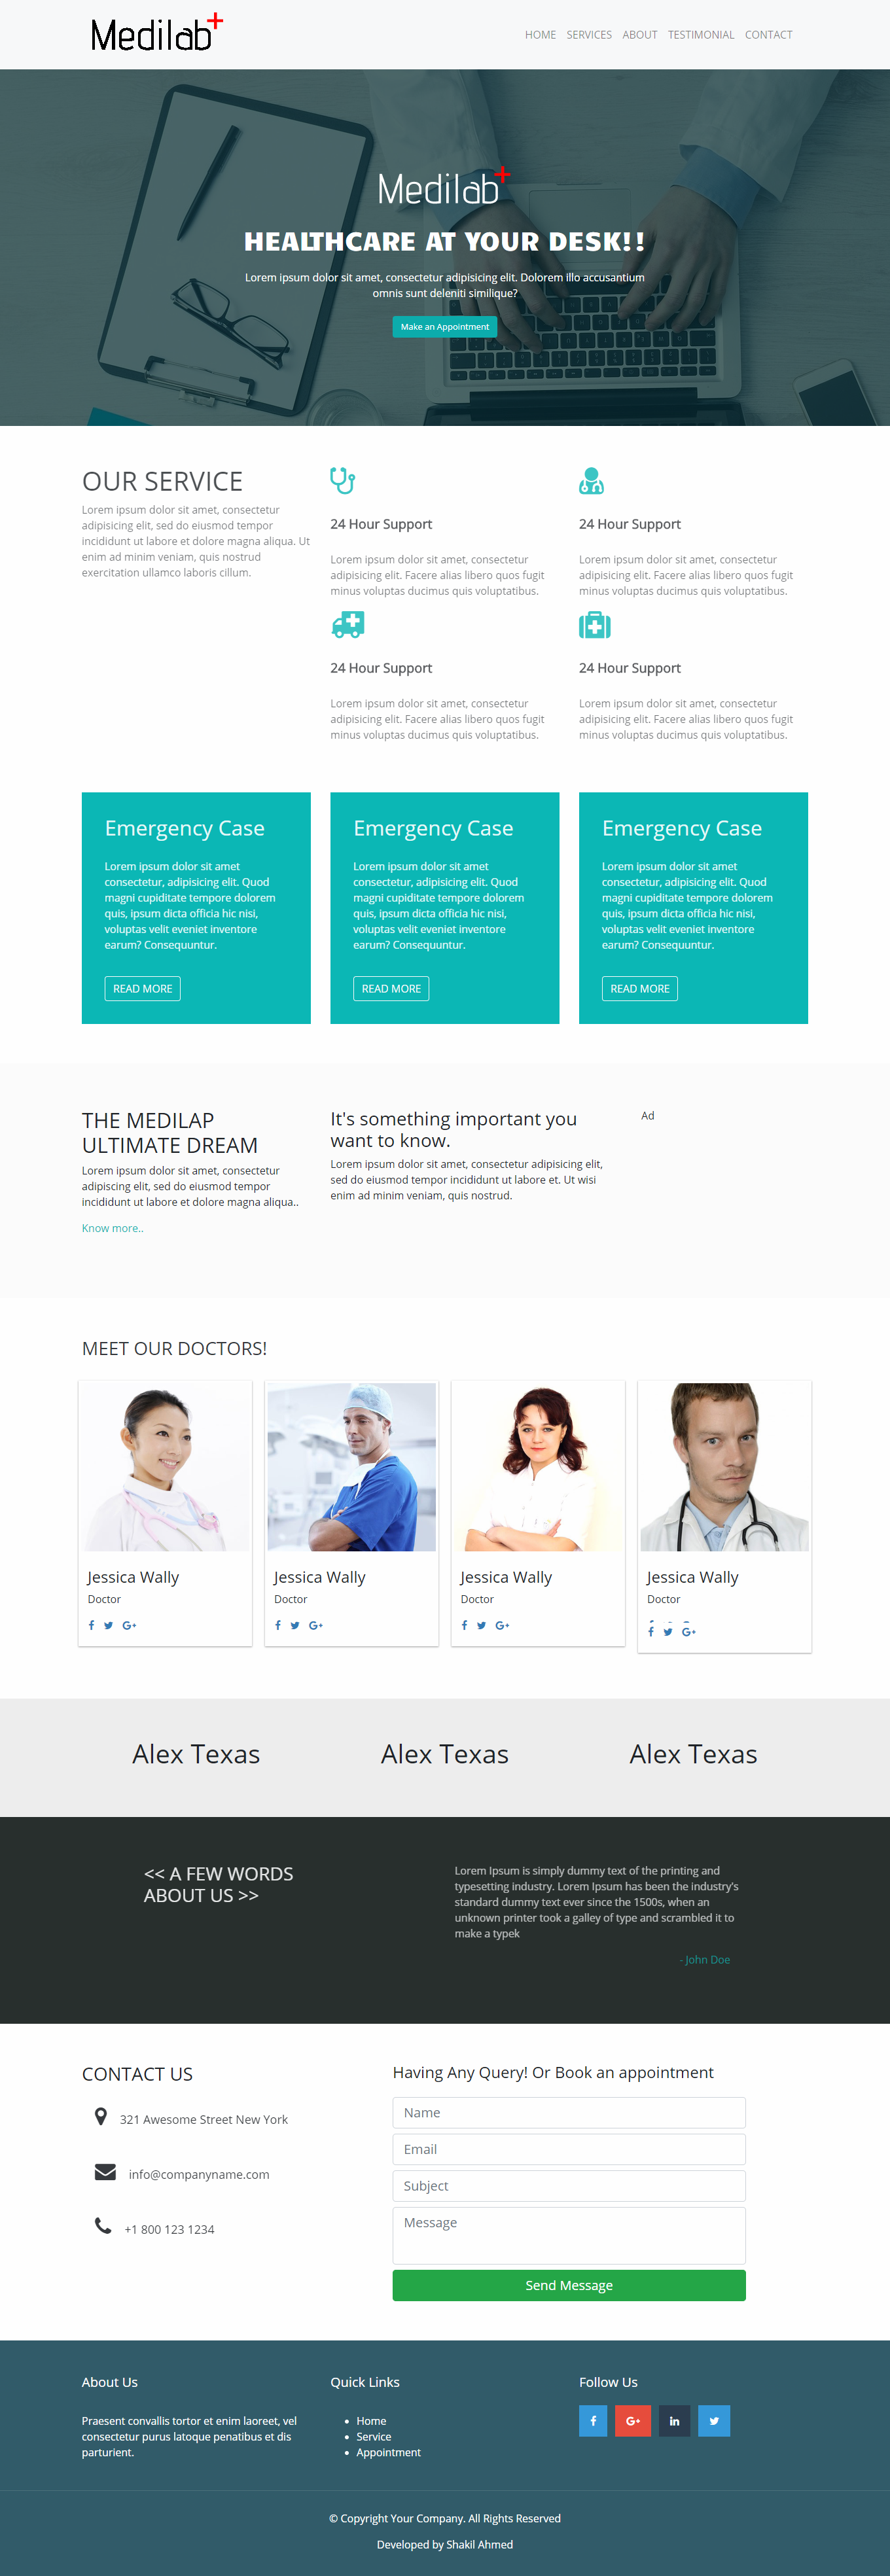 Medilab+
HOME SERVICES ABOUT TESTIMONIAL CONTACT
Medilab+
HEALTHCARE AT YOUR DESK!!
Lorem ipsum dolor sit amet, consectetur adipisicing elit. Dolorem illo accusantium
omnis sunt deleniti similique?
Make an Appointment
OUR SERVICE
Lorem ipsum dolor sit amet, consectetur
adipisicing elit, sed do eiusmod tempor
incididunt ut labore et dolore magna aliqua. Ut
enim ad minim veniam, quis nostrud
exercitation ullamco laboris cillum.
24 Hour Support
Lorem ipsum dolor sit amet, consectetur
adipisicing elit. Facere alias libero quos fugit
minus voluptas ducimus quis voluptatibus.
24 Hour Support
Lorem ipsum dolor sit amet, consectetur
adipisicing elit. Facere alias libero quos fugit
minus voluptas ducimus quis voluptatibus.
24 Hour Support
Lorem ipsum dolor sit amet, consectetur
adipisicing elit. Facere alias libero quos fugit
minus voluptas ducimus quis voluptatibus.
24 Hour Support
Lorem ipsum dolor sit amet, consectetur
adipisicing elit. Facere alias libero quos fugit
minus voluptas ducimus quis voluptatibus.
Emergency Case
Lorem ipsum dolor sit amet
consectetur, adipisicing elit. Quod
magni cupiditate tempore dolorem
quis, ipsum dicta officia hic nisi,
voluptas velit eveniet inventore
earum? Consequuntur.
READ MORE
Emergency Case
Lorem ipsum dolor sit amet
consectetur, adipisicing elit. Quod
magni cupiditate tempore dolorem
quis, ipsum dicta officia hic nisi,
voluptas velit eveniet inventore
earum? Consequuntur.
READ MORE
Emergency Case
Lorem ipsum dolor sit amet
consectetur, adipisicing elit. Quod
magni cupiditate tempore dolorem
quis, ipsum dicta officia hic nisi,
voluptas velit eveniet inventore
earum? Consequuntur.
READ MORE
THE MEDILAP
ULTIMATE DREAM
Lorem ipsum dolor sit amet, consectetur
adipiscing elit, sed do eiusmod tempor
incididunt ut labore et dolore magna aliqua..
Know more..
It's something important you
want to know.
Lorem ipsum dolor sit amet, consectetur adipisicing elit,
sed do eiusmod tempor incididunt ut labore et. Ut wisi
enim ad minim veniam, quis nostrud.
Ad
MEET OUR DOCTORS!
Jessica Wally
Doctor
Jessica Wally
Doctor
Jessica Wally
Doctor
Jessica Wally
Doctor
Alex Texas
Alex Texas
Alex Texas
<< A FEW WORDS
ABOUT US >>
Lorem Ipsum is simply dummy text of the printing and
typesetting industry. Lorem Ipsum has been the industry's
standard dummy text ever since the 1500s, when an
unknown printer took a galley of type and scrambled it to
make a typek
- John Doe
CONTACT US
321 Awesome Street New York
info@companyname.com
+1 800 123 1234
Having Any Query! Or Book an appointment
Name
Email
Subject
Message
Send Message
About Us
Praesent convallis tortor et enim laoreet, vel
consectetur purus latoque penatibus et dis
parturient.
Quick Links
Home
Service
Appointment
Follow Us
© Copyright Your Company. All Rights Reserved
Developed by Shakil Ahmed